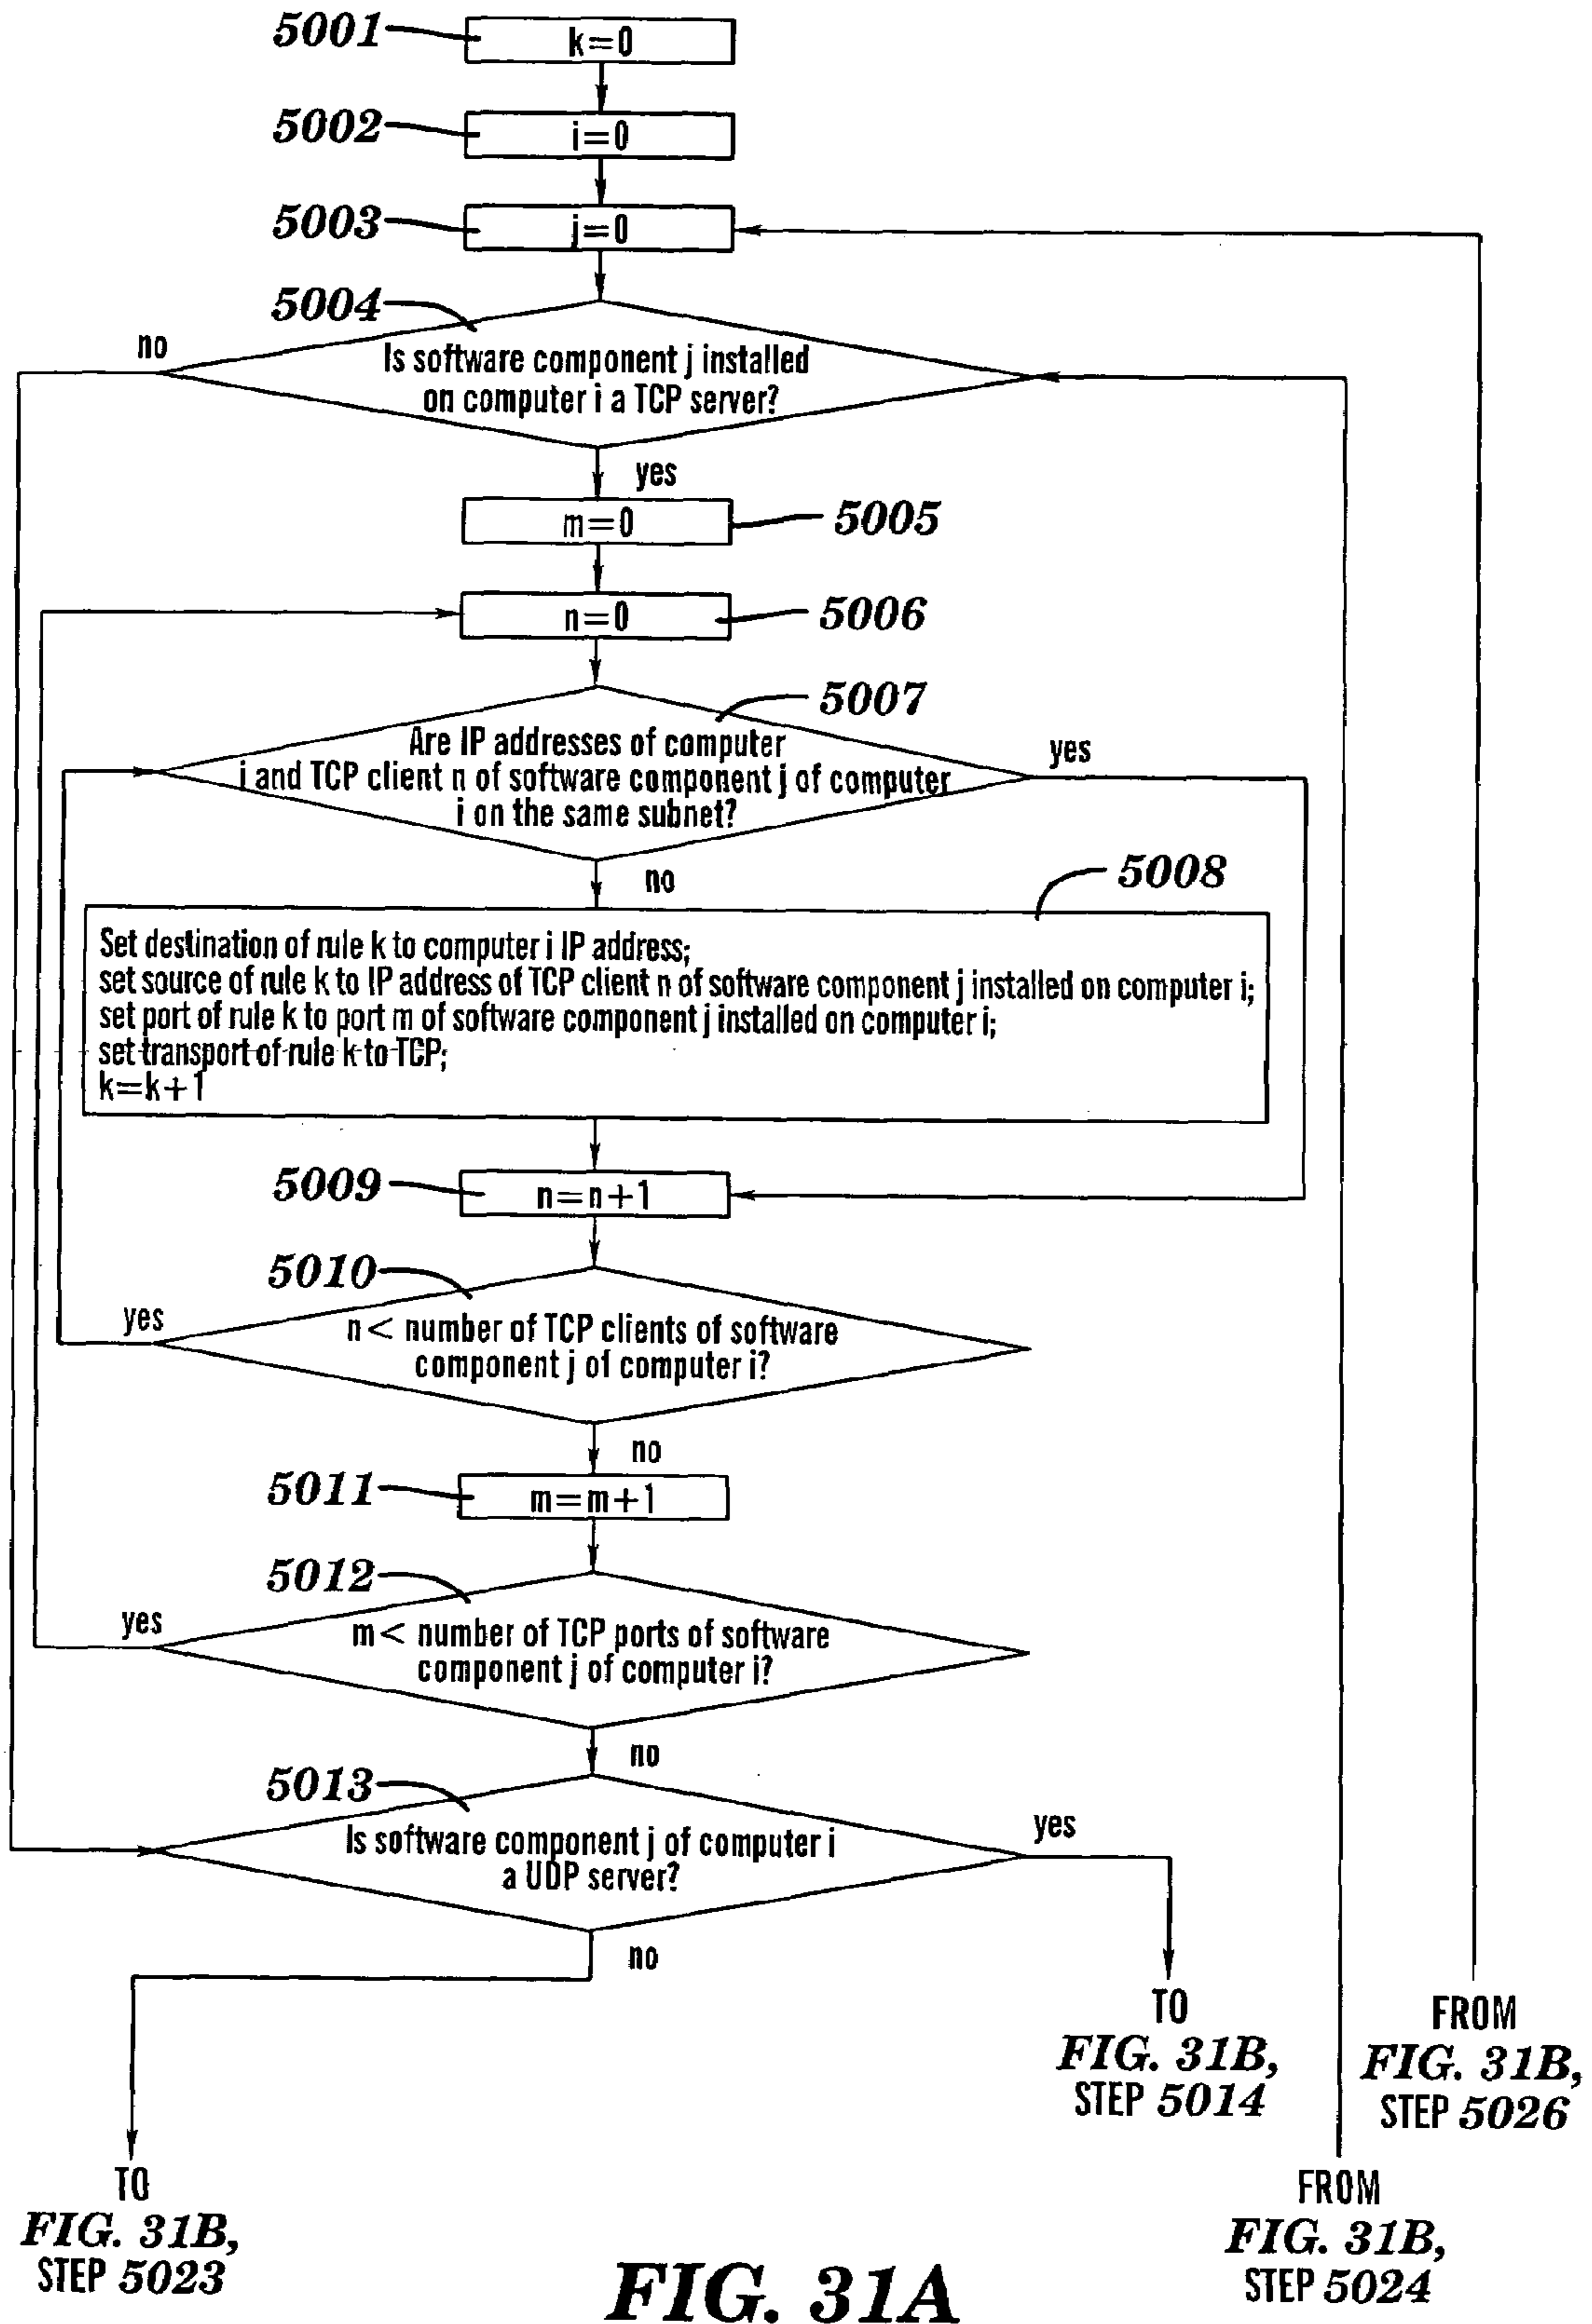 5001
k=0
5002
i=0
5003
j=0
5004
no
Is software component j installed
on computer i a TCP server?
yes
m=0
5005
n=0
5006
5007
Are IP addresses of computer
i and TCP client n of software component j of computer
i on the same subnet?
yes
no
5008
Set destination of rule k to computer i IP address;
set source of rule k to IP address of TCP client n of software component j installed on computer i;
set port of rule k to port m of software component j installed on computer i;
set transport of rule k to TCP;
k=k+1
5009
n=n+1
5010
yes
n< number of TCP clients of software
component j of computer i?
no
5011
m=m+1
5012
yes
m< number of TCP ports of software
component j of computer i?
no
5013
Is software component j of computer i
a UDP server?
yes
no
TO
FIG. 31B,
STEP 5014
FROM
FIG. 31B,
STEP 5026
TO
FIG. 31B,
STEP 5023
FROM
FIG. 31B,
STEP 5024
FIG. 31A